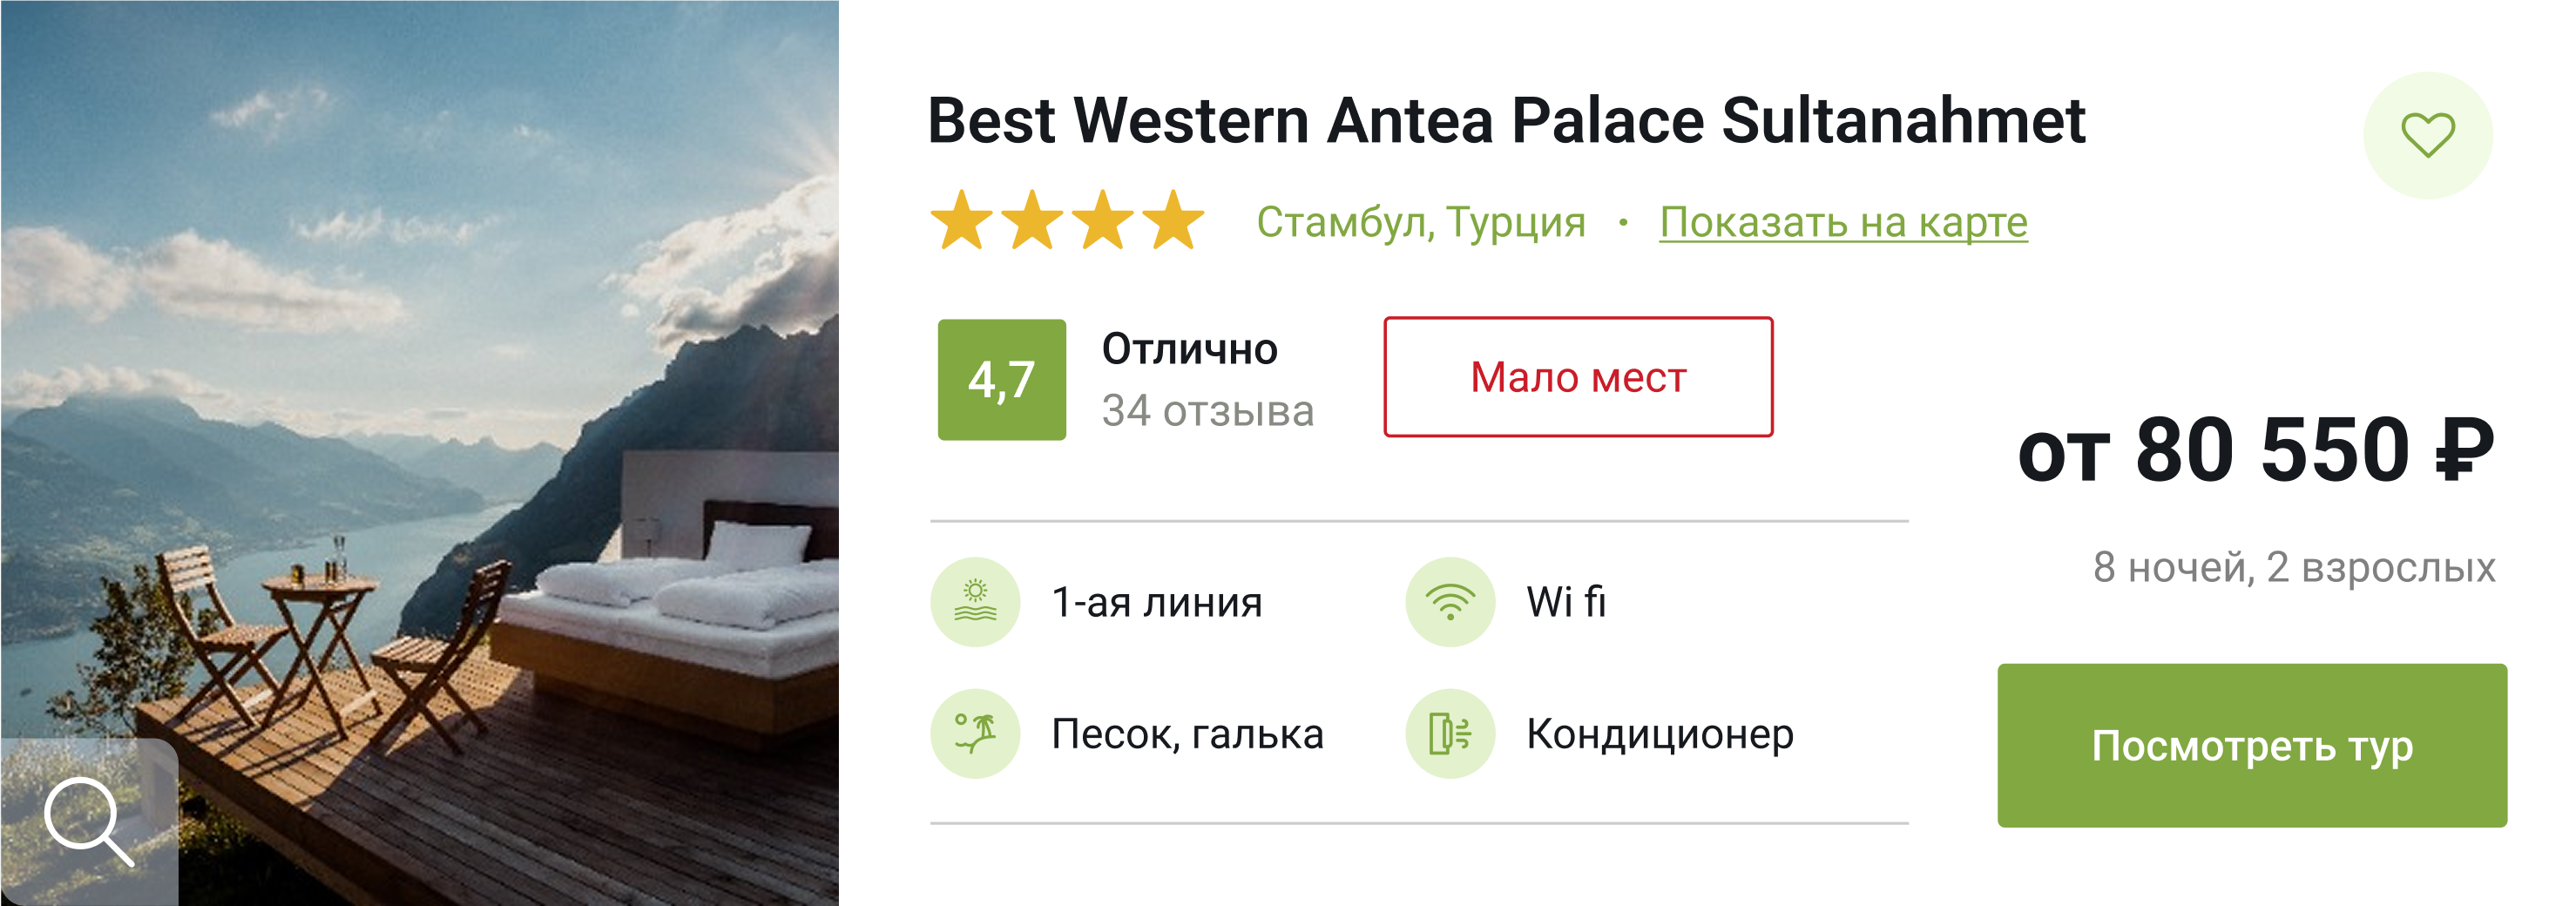 Best Western Antea Palace Sultanahmet
Стамбул, Турция • Показать на карте
4,7
Отлично
34 отзыва
Мало мест
от 80 550 ₽
8 ночей, 2 взрослых
1-ая линия
Wi fi
Песок, галька
Кондиционер
Посмотреть тур